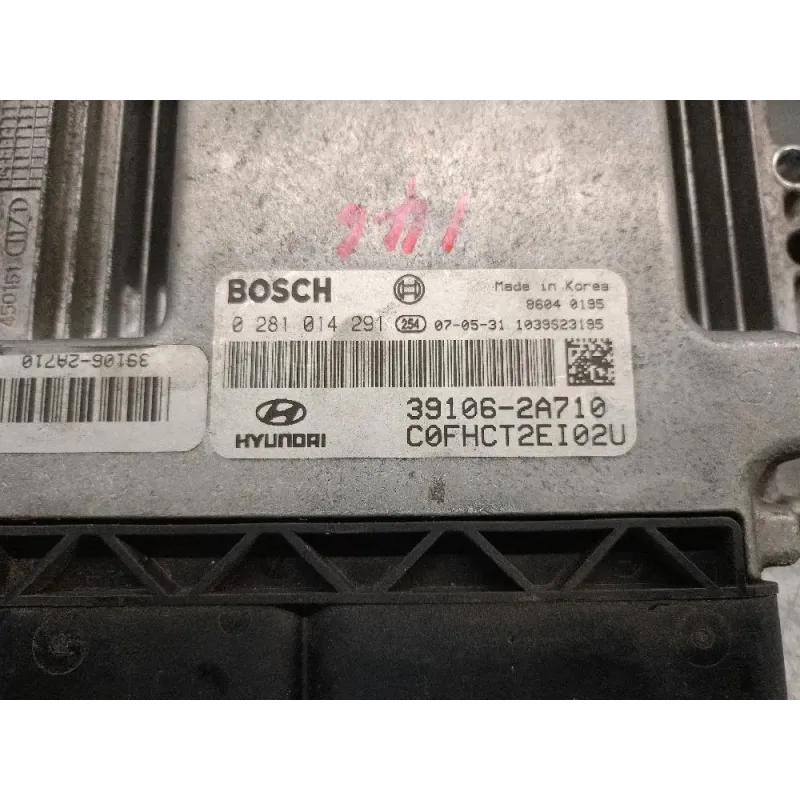 146
BOSCH
Made in Korea
8604 0195
0 281 014 291 254 07-05-31 1039S23195
39106-2A710
HYUNDAI
39106-2A710
C0FHCT2EI02U